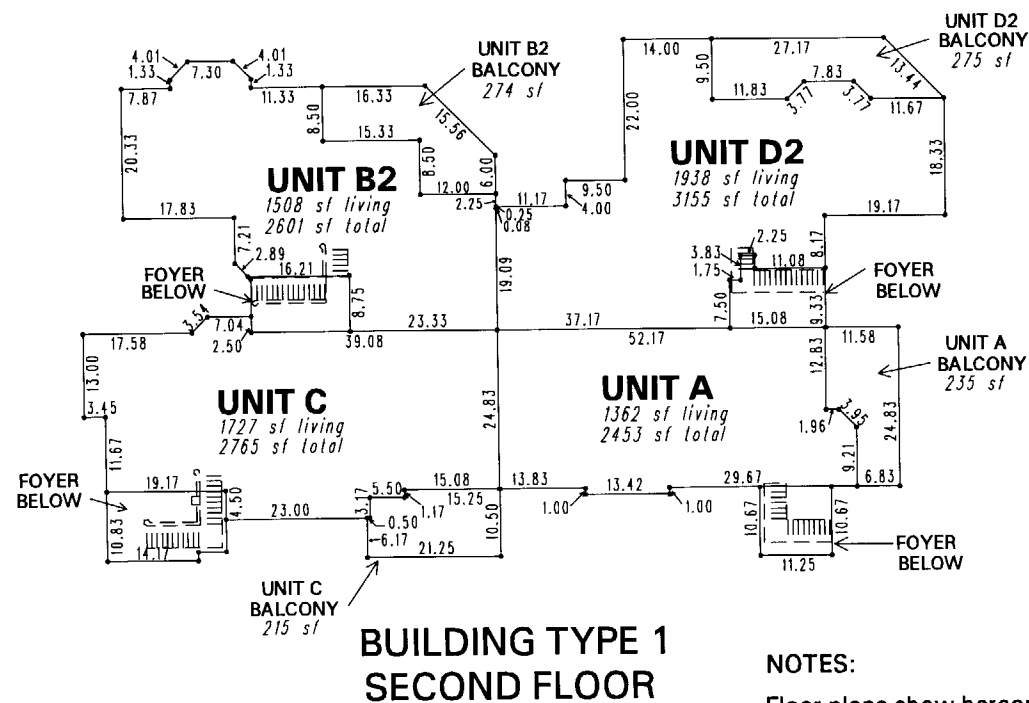 UNIT B2
BALCONY
274 sf
UNIT D2
BALCONY
275 sf
4.01
4.01
1.33
7.30
1.33
7.87
11.33
16.33
8.50
15.33
15.56
8.50
12.00
6.00
2.25
0.25
0.08
20.33
17.83
7.21
2.89
16.21
8.75
19.09
UNIT B2
1508 sf living
2601 sf total
14.00
27.17
9.50
13.44
7.83
11.83
3.77
3.77
11.67
22.00
18.33
9.50
11.17
4.00
19.17
8.17
3.83
2.25
11.08
1.75
7.50
9.33
UNIT D2
1938 sf living
3155 sf total
FOYER
BELOW
FOYER
BELOW
3.54
7.04
17.58
2.50
39.08
23.33
37.17
52.17
15.08
11.58
13.00
3.45
11.67
24.83
12.83
1.96
3.95
9.21
24.83
6.83
UNIT A
BALCONY
235 sf
UNIT C
1727 sf living
2765 sf total
UNIT A
1362 sf living
2453 sf total
FOYER
BELOW
19.17
4.50
10.83
14.17
23.00
3.17
5.50
15.08
15.25
1.17
0.50
6.17
21.25
10.50
13.83
13.42
1.00
1.00
29.67
10.67
10.67
11.25
FOYER
BELOW
UNIT C
BALCONY
215 sf
BUILDING TYPE 1
SECOND FLOOR
NOTES: